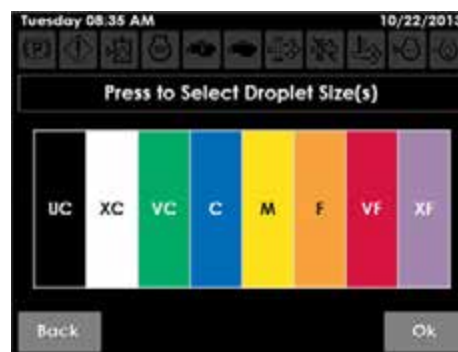 Tuesday 08:35 AM 10/22/2013
(P)
Press to Select Droplet Size(s)
UC XC VC C M F VF XF
Back Ok